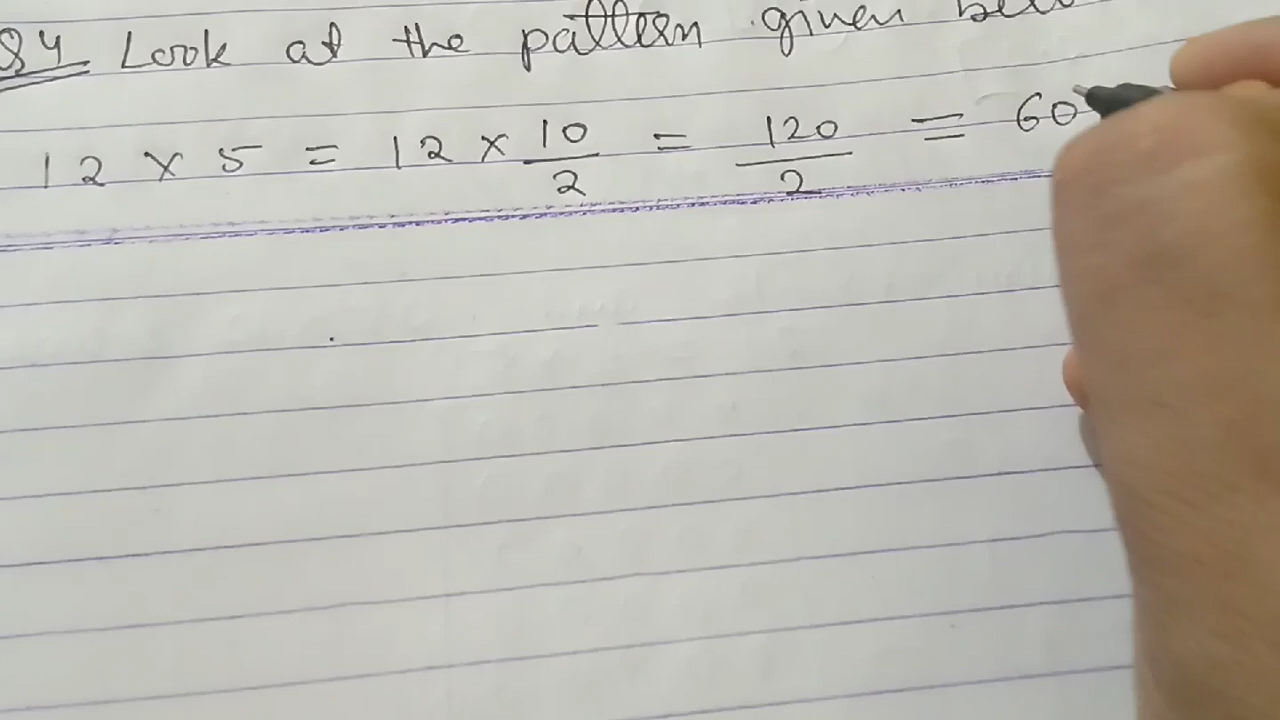 Q4 Look at the pattern given
12 × 5 = 12 × 10/2 = 120/2 = 60